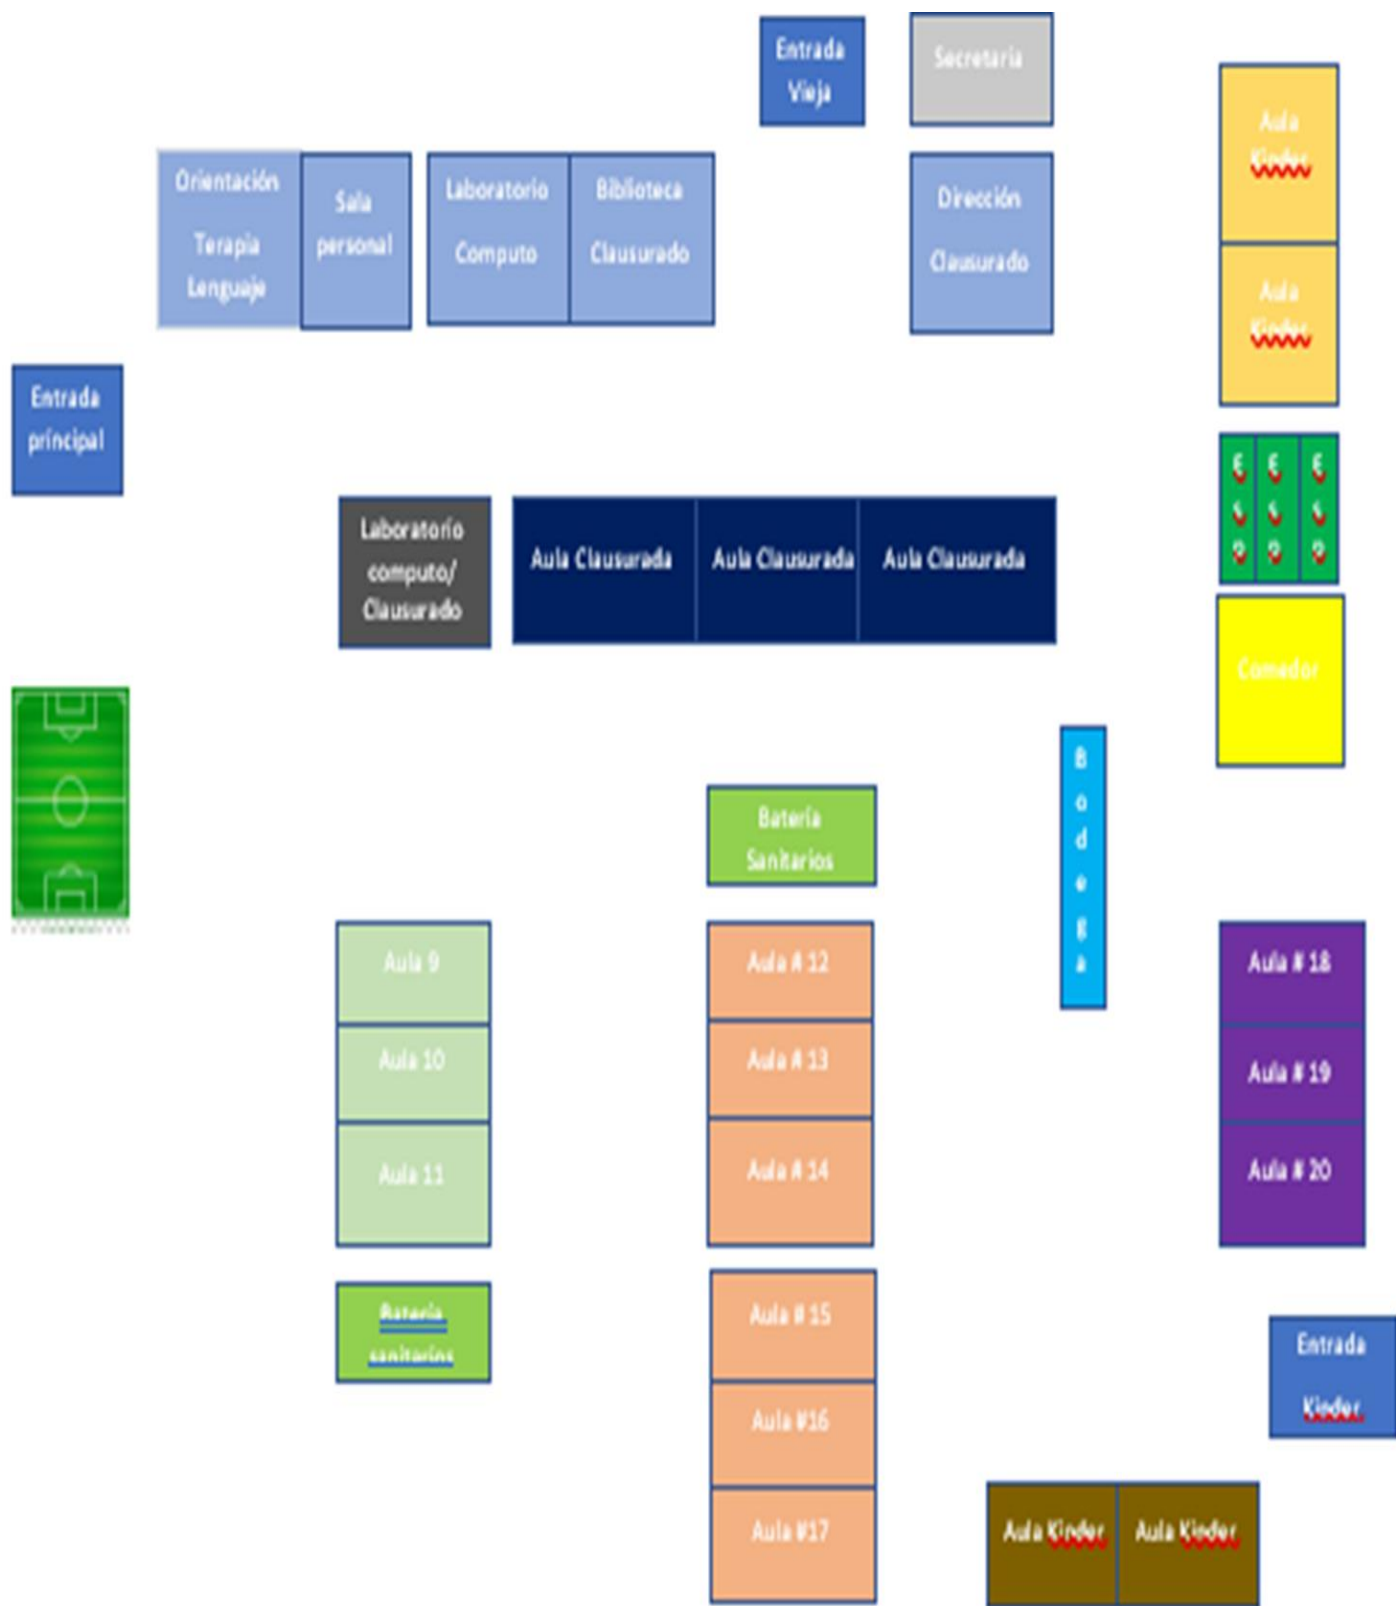 Entrada
Vieja
Secretaria
Aula
Kinder
Orientación
Terapia
Lenguaje
Sala
personal
Laboratorio
Computo
Biblioteca
Clausurado
Dirección
Clausurado
Aula
Kinder
Entrada
principal
Laboratorio
computo/
Clausurado
Aula Clausurada
Aula Clausurada
Aula Clausurada
Comedor
Bodega
Batería
Sanitarios
Aula 9
Aula 10
Aula 11
Aula # 12
Aula # 13
Aula # 14
Aula # 18
Aula # 19
Aula # 20
Batería
sanitarios
Aula # 15
Aula #16
Aula #17
Entrada
Kinder
Aula Kinder
Aula Kinder